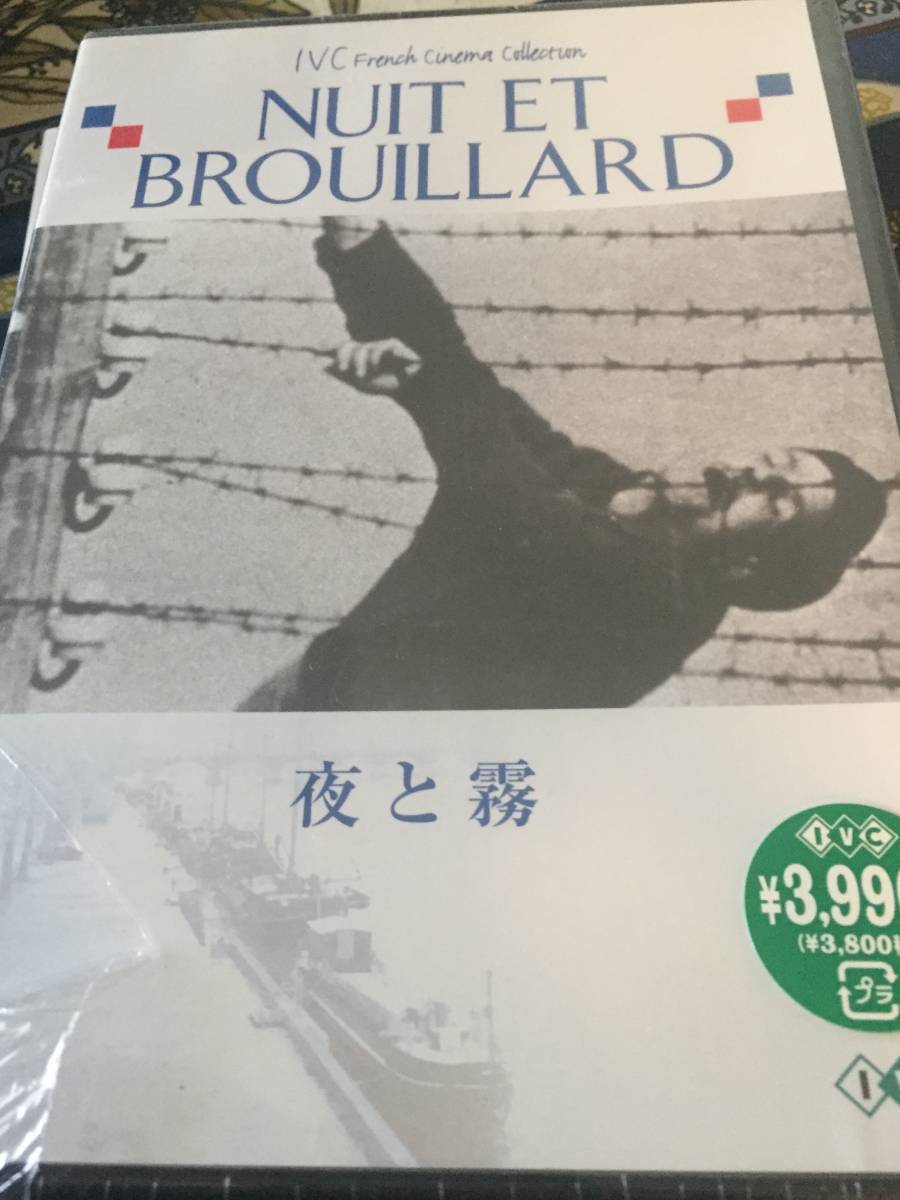 IVC French Cinema Collection
NUIT ET
BROUILLARD
夜と霧
IVC
¥3,99
(¥3,800
プラ
I